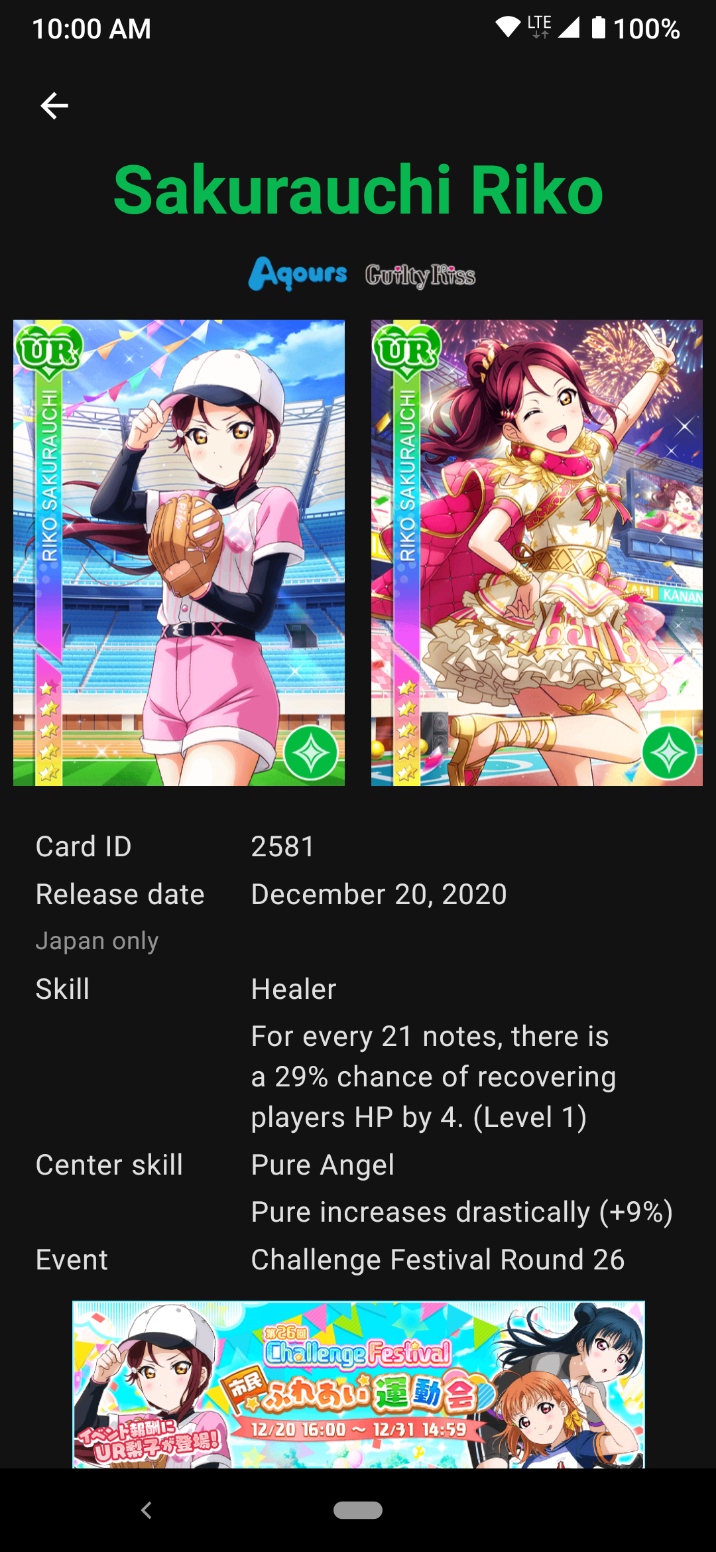 10:00 AM
LTE
100%
Sakurauchi Riko
Aqours
Guilty Kiss
UR
RIKO SAKURAUCHI
UR
RIKO SAKURAUCHI
KANAN
Card ID
2581
Release date
December 20, 2020
Japan only
Skill
Healer
For every 21 notes, there is
a 29% chance of recovering
players HP by 4. (Level 1)
Center skill
Pure Angel
Pure increases drastically (+9%)
Event
Challenge Festival Round 26
第26回
Challenge Festival
市民
ふれあい運動会
12/20 16:00 ～ 12/31 14:59
イベント報酬に
UR梨子が登場!